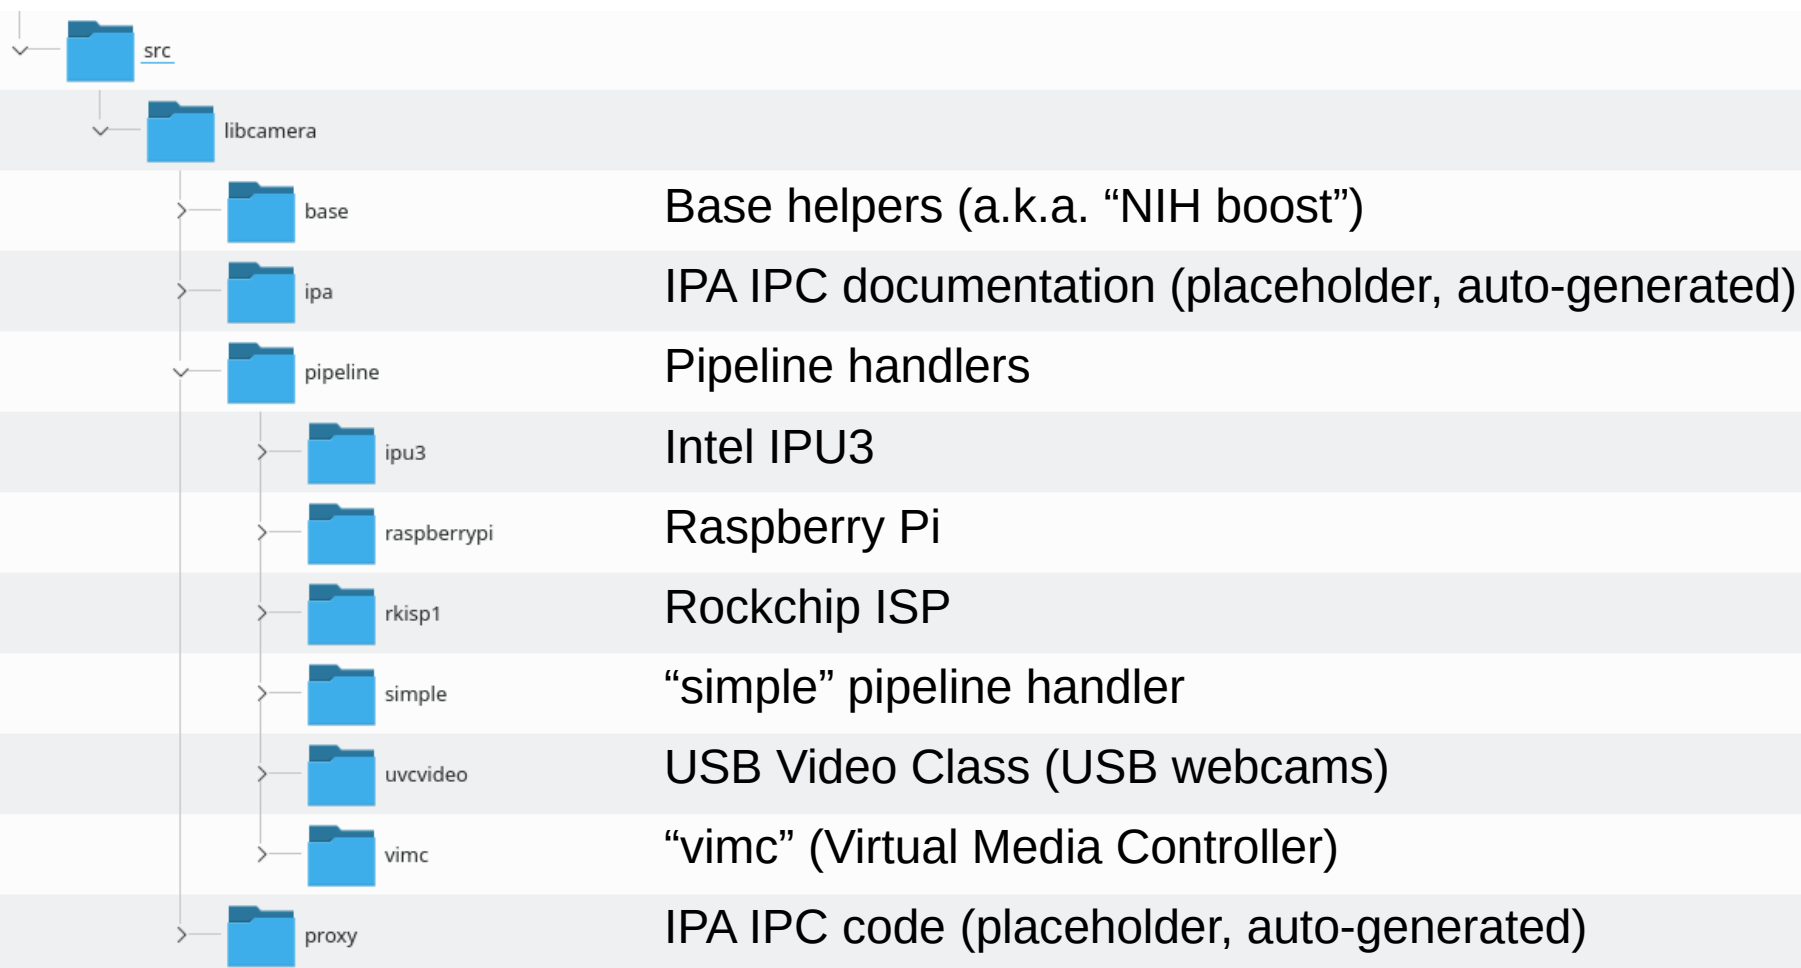 src
libcamera
base Base helpers (a.k.a. “NIH boost”)
ipa IPA IPC documentation (placeholder, auto-generated)
pipeline Pipeline handlers
ipu3 Intel IPU3
raspberrypi Raspberry Pi
rkisp1 Rockchip ISP
simple “simple” pipeline handler
uvcvideo USB Video Class (USB webcams)
vimc “vimc” (Virtual Media Controller)
proxy IPA IPC code (placeholder, auto-generated)